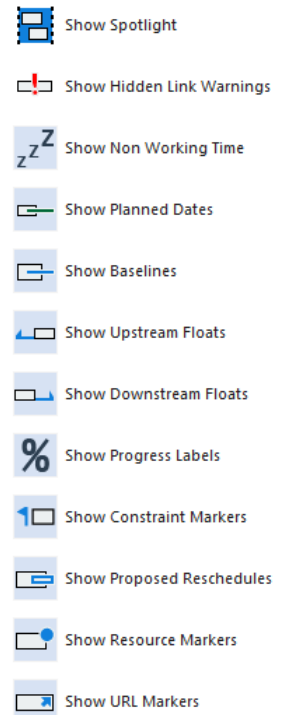 Show Spotlight
Show Hidden Link Warnings
zzZ Show Non Working Time
Show Planned Dates
Show Baselines
Show Upstream Floats
Show Downstream Floats
% Show Progress Labels
Show Constraint Markers
Show Proposed Reschedules
Show Resource Markers
Show URL Markers